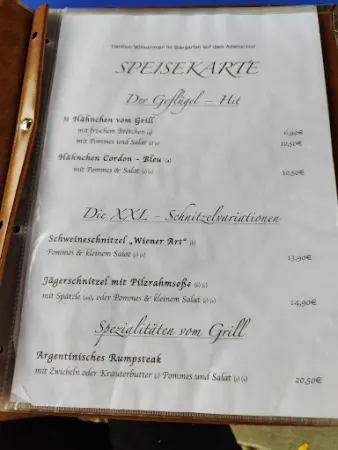 Herzlich Willkommen im Biergarten auf dem Adams Hof
SPEISEKARTE
Der Geflügel – Hit
½ Hähnchen vom Grill
mit frischem Brötchen 6,90€
mit Pommes und Salat 10,50€
Hähnchen Cordon - Bleu
mit Pommes & Salat 10,50€
Die XXL - Schnitzelvariationen
Schweineschnitzel „Wiener Art"
Pommes & kleinem Salat 13,90€
Jägerschnitzel mit Pilzrahmsoße
mit Spätzle oder Pommes & kleinem Salat 14,90€
Spezialitäten vom Grill
Argentinisches Rumpsteak
mit Zwiebeln oder Kräuterbutter Pommes und Salat 20,50€